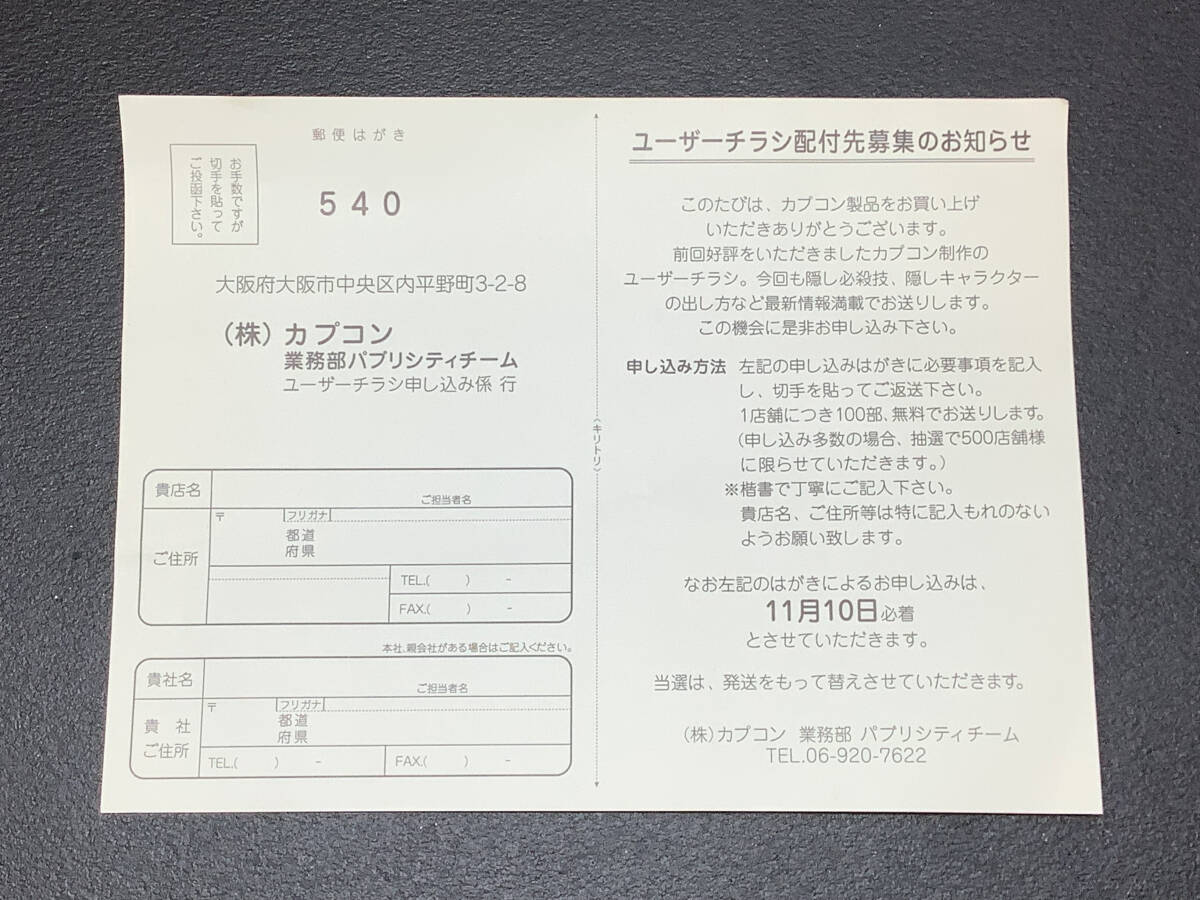 郵便はがき
お手数ですが
切手を貼って
ご投函下さい。
540
大阪府大阪市中央区内平野町3-2-8
(株) カプコン
業務部パブリシティチーム
ユーザーチラシ申し込み係 行
貴店名
ご担当者名
ご住所
〒
フリガナ
都道
府県
TEL.( ) -
FAX.( ) -
本社、親会社がある場合はご記入ください。
貴社名
ご担当者名
貴 社
ご住所
〒
フリガナ
都道
府県
TEL.( ) -
FAX.( ) -
〈キリトリ〉
ユーザーチラシ配付先募集のお知らせ
このたびは、カプコン製品をお買い上げ
いただきありがとうございます。
前回好評をいただきましたカプコン制作の
ユーザーチラシ。今回も隠し必殺技、隠しキャラクター
の出し方など最新情報満載でお送りします。
この機会に是非お申し込み下さい。
申し込み方法 左記の申し込みはがきに必要事項を記入
し、切手を貼ってご返送下さい。
1店舗につき100部、無料でお送りします。
(申し込み多数の場合、抽選で500店舗様
に限らせていただきます。)
※楷書で丁寧にご記入下さい。
貴店名、ご住所等は特に記入もれのない
ようお願い致します。
なお左記のはがきによるお申し込みは、
11月10日必着
とさせていただきます。
当選は、発送をもって替えさせていただきます。
(株)カプコン 業務部 パブリシティチーム
TEL.06-920-7622